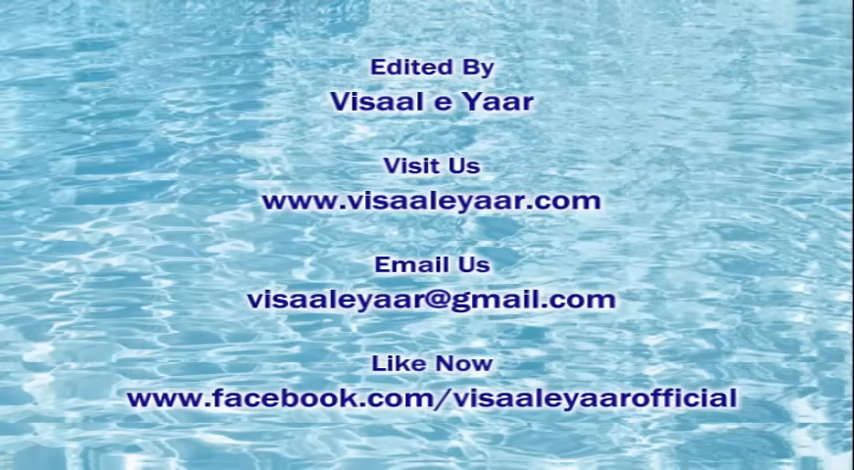 Edited By
Visaal e Yaar
Visit Us
www.visaaleyaar.com
Email Us
visaaleyaar@gmail.com
Like Now
www.facebook.com/visaaleyaarofficial